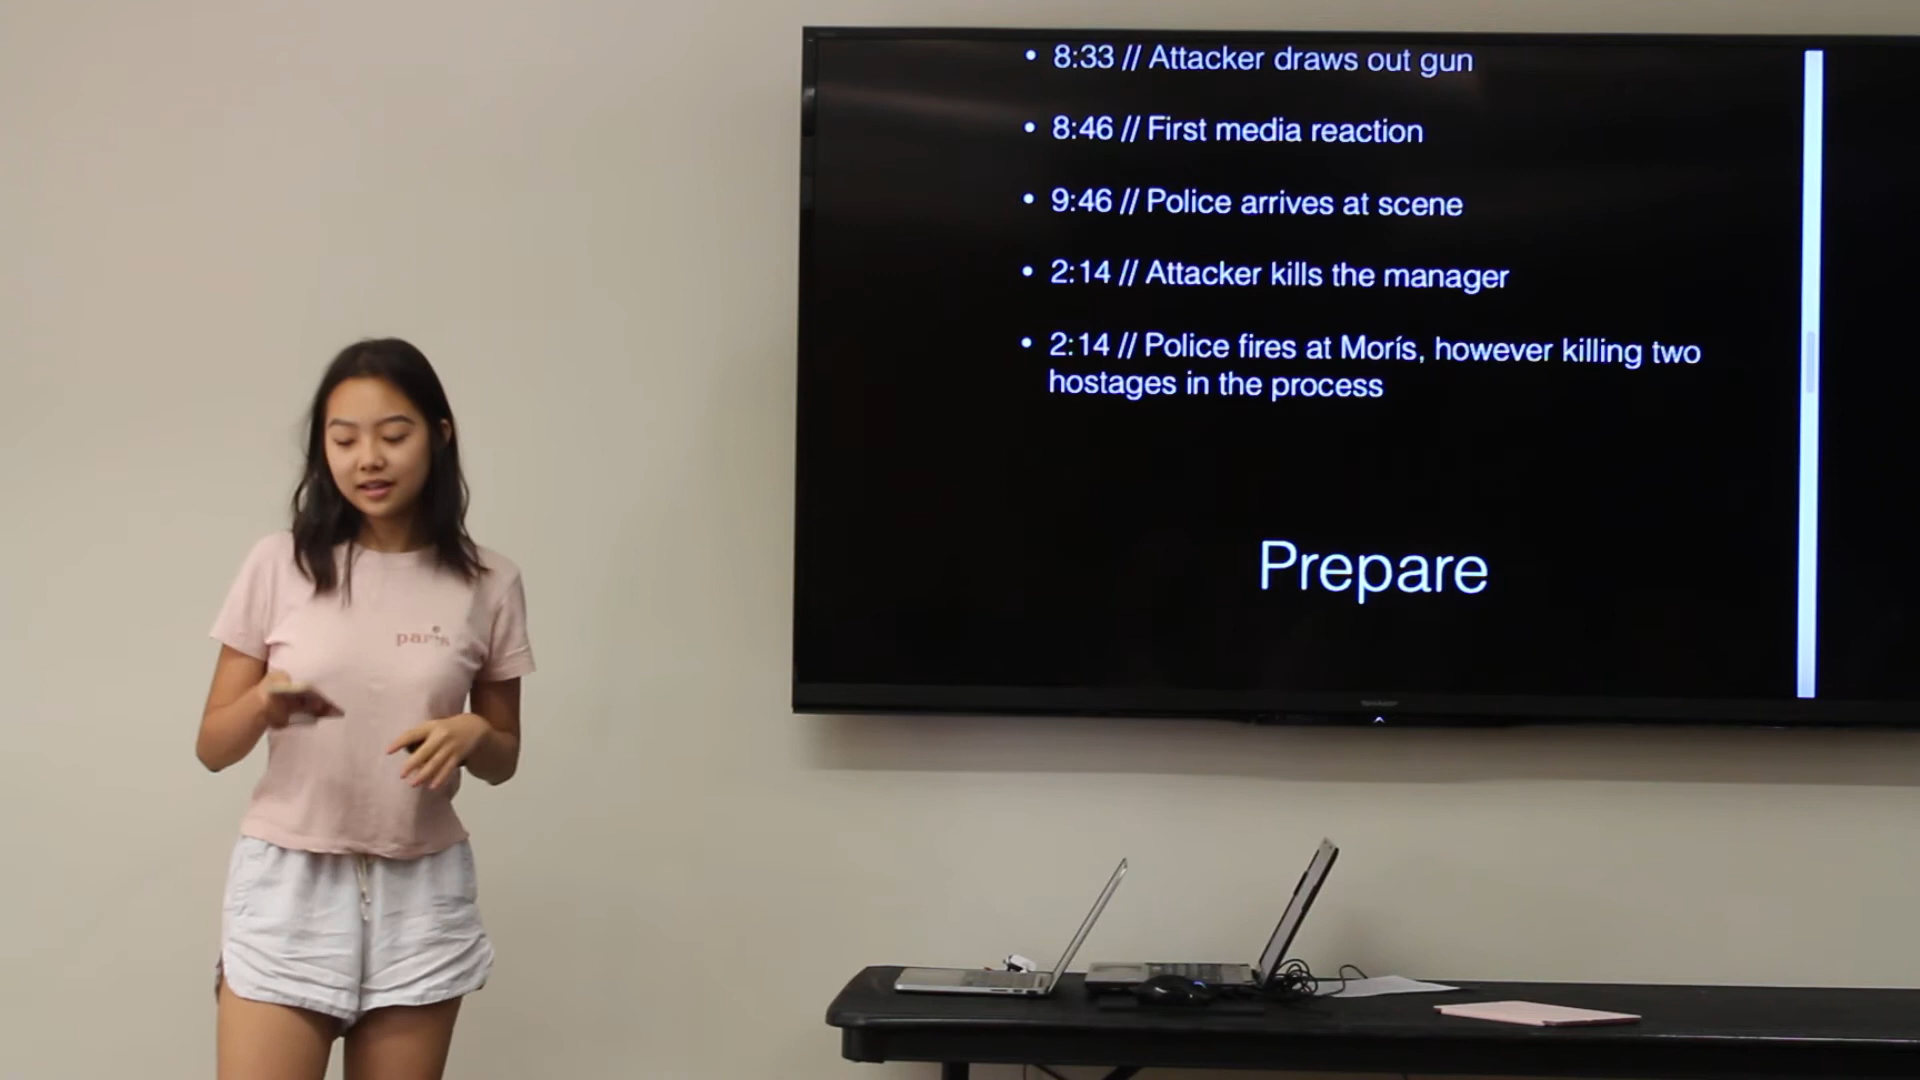 • 8:33 // Attacker draws out gun
• 8:46 // First media reaction
• 9:46 // Police arrives at scene
• 2:14 // Attacker kills the manager
• 2:14 // Police fires at Morís, however killing two
hostages in the process
Prepare
paris